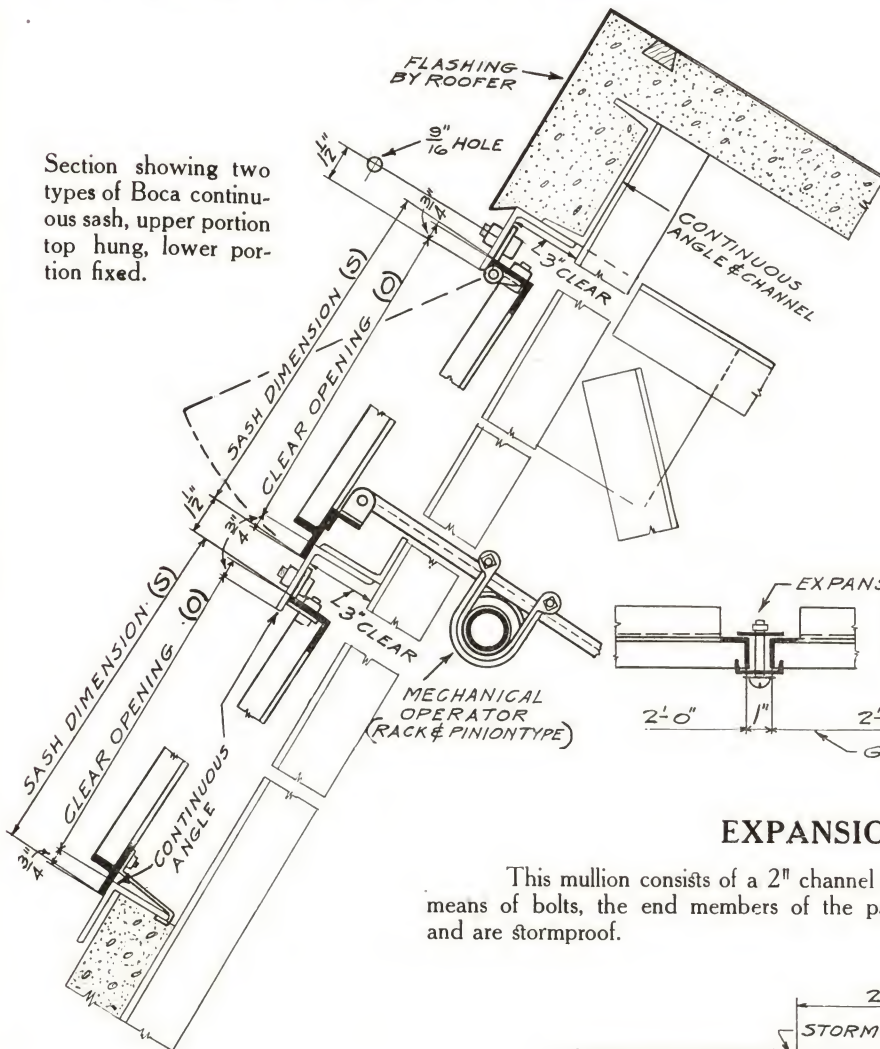 Section showing two
types of Boca continu-
ous sash, upper portion
top hung, lower por-
tion fixed.
FLASHING
BY ROOFER
9/16" HOLE
1 1/2"
3/4"
SASH DIMENSION (S)
CLEAR OPENING (O)
3" CLEAR
CONTINUOUS
ANGLE & CHANNEL
1 1/2"
3/4"
SASH DIMENSION (S)
CLEAR OPENING (O)
3" CLEAR
MECHANICAL
OPERATOR
(RACK & PINION TYPE)
CONTINUOUS
ANGLE
3/4"
EXPANS
2'-0"
1"
2'-
G
EXPANSIO
This mullion consists of a 2" channel
means of bolts, the end members of the p
and are stormproof.
2
STORM